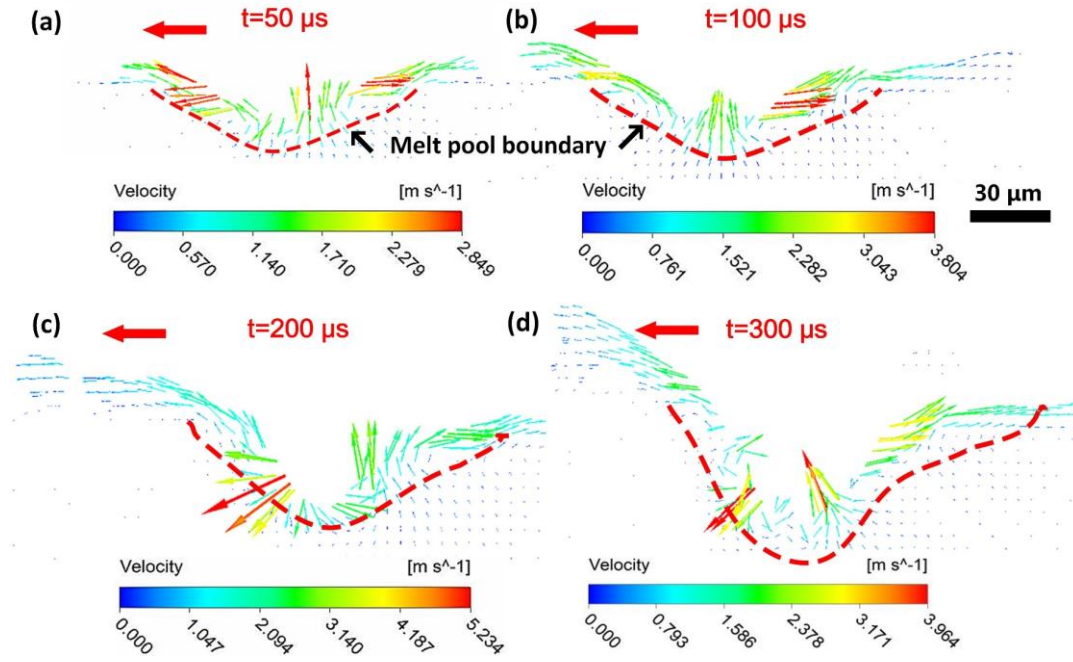 (a)
t=50 µs
(b)
t=100 µs
Melt pool boundary
Velocity [m s^-1]
0.000 0.570 1.140 1.710 2.279 2.849
Velocity [m s^-1]
0.000 0.761 1.521 2.282 3.043 3.804
30 µm
(c)
t=200 µs
(d)
t=300 µs
Velocity [m s^-1]
0.000 1.047 2.094 3.140 4.187 5.234
Velocity [m s^-1]
0.000 0.793 1.586 2.378 3.171 3.964